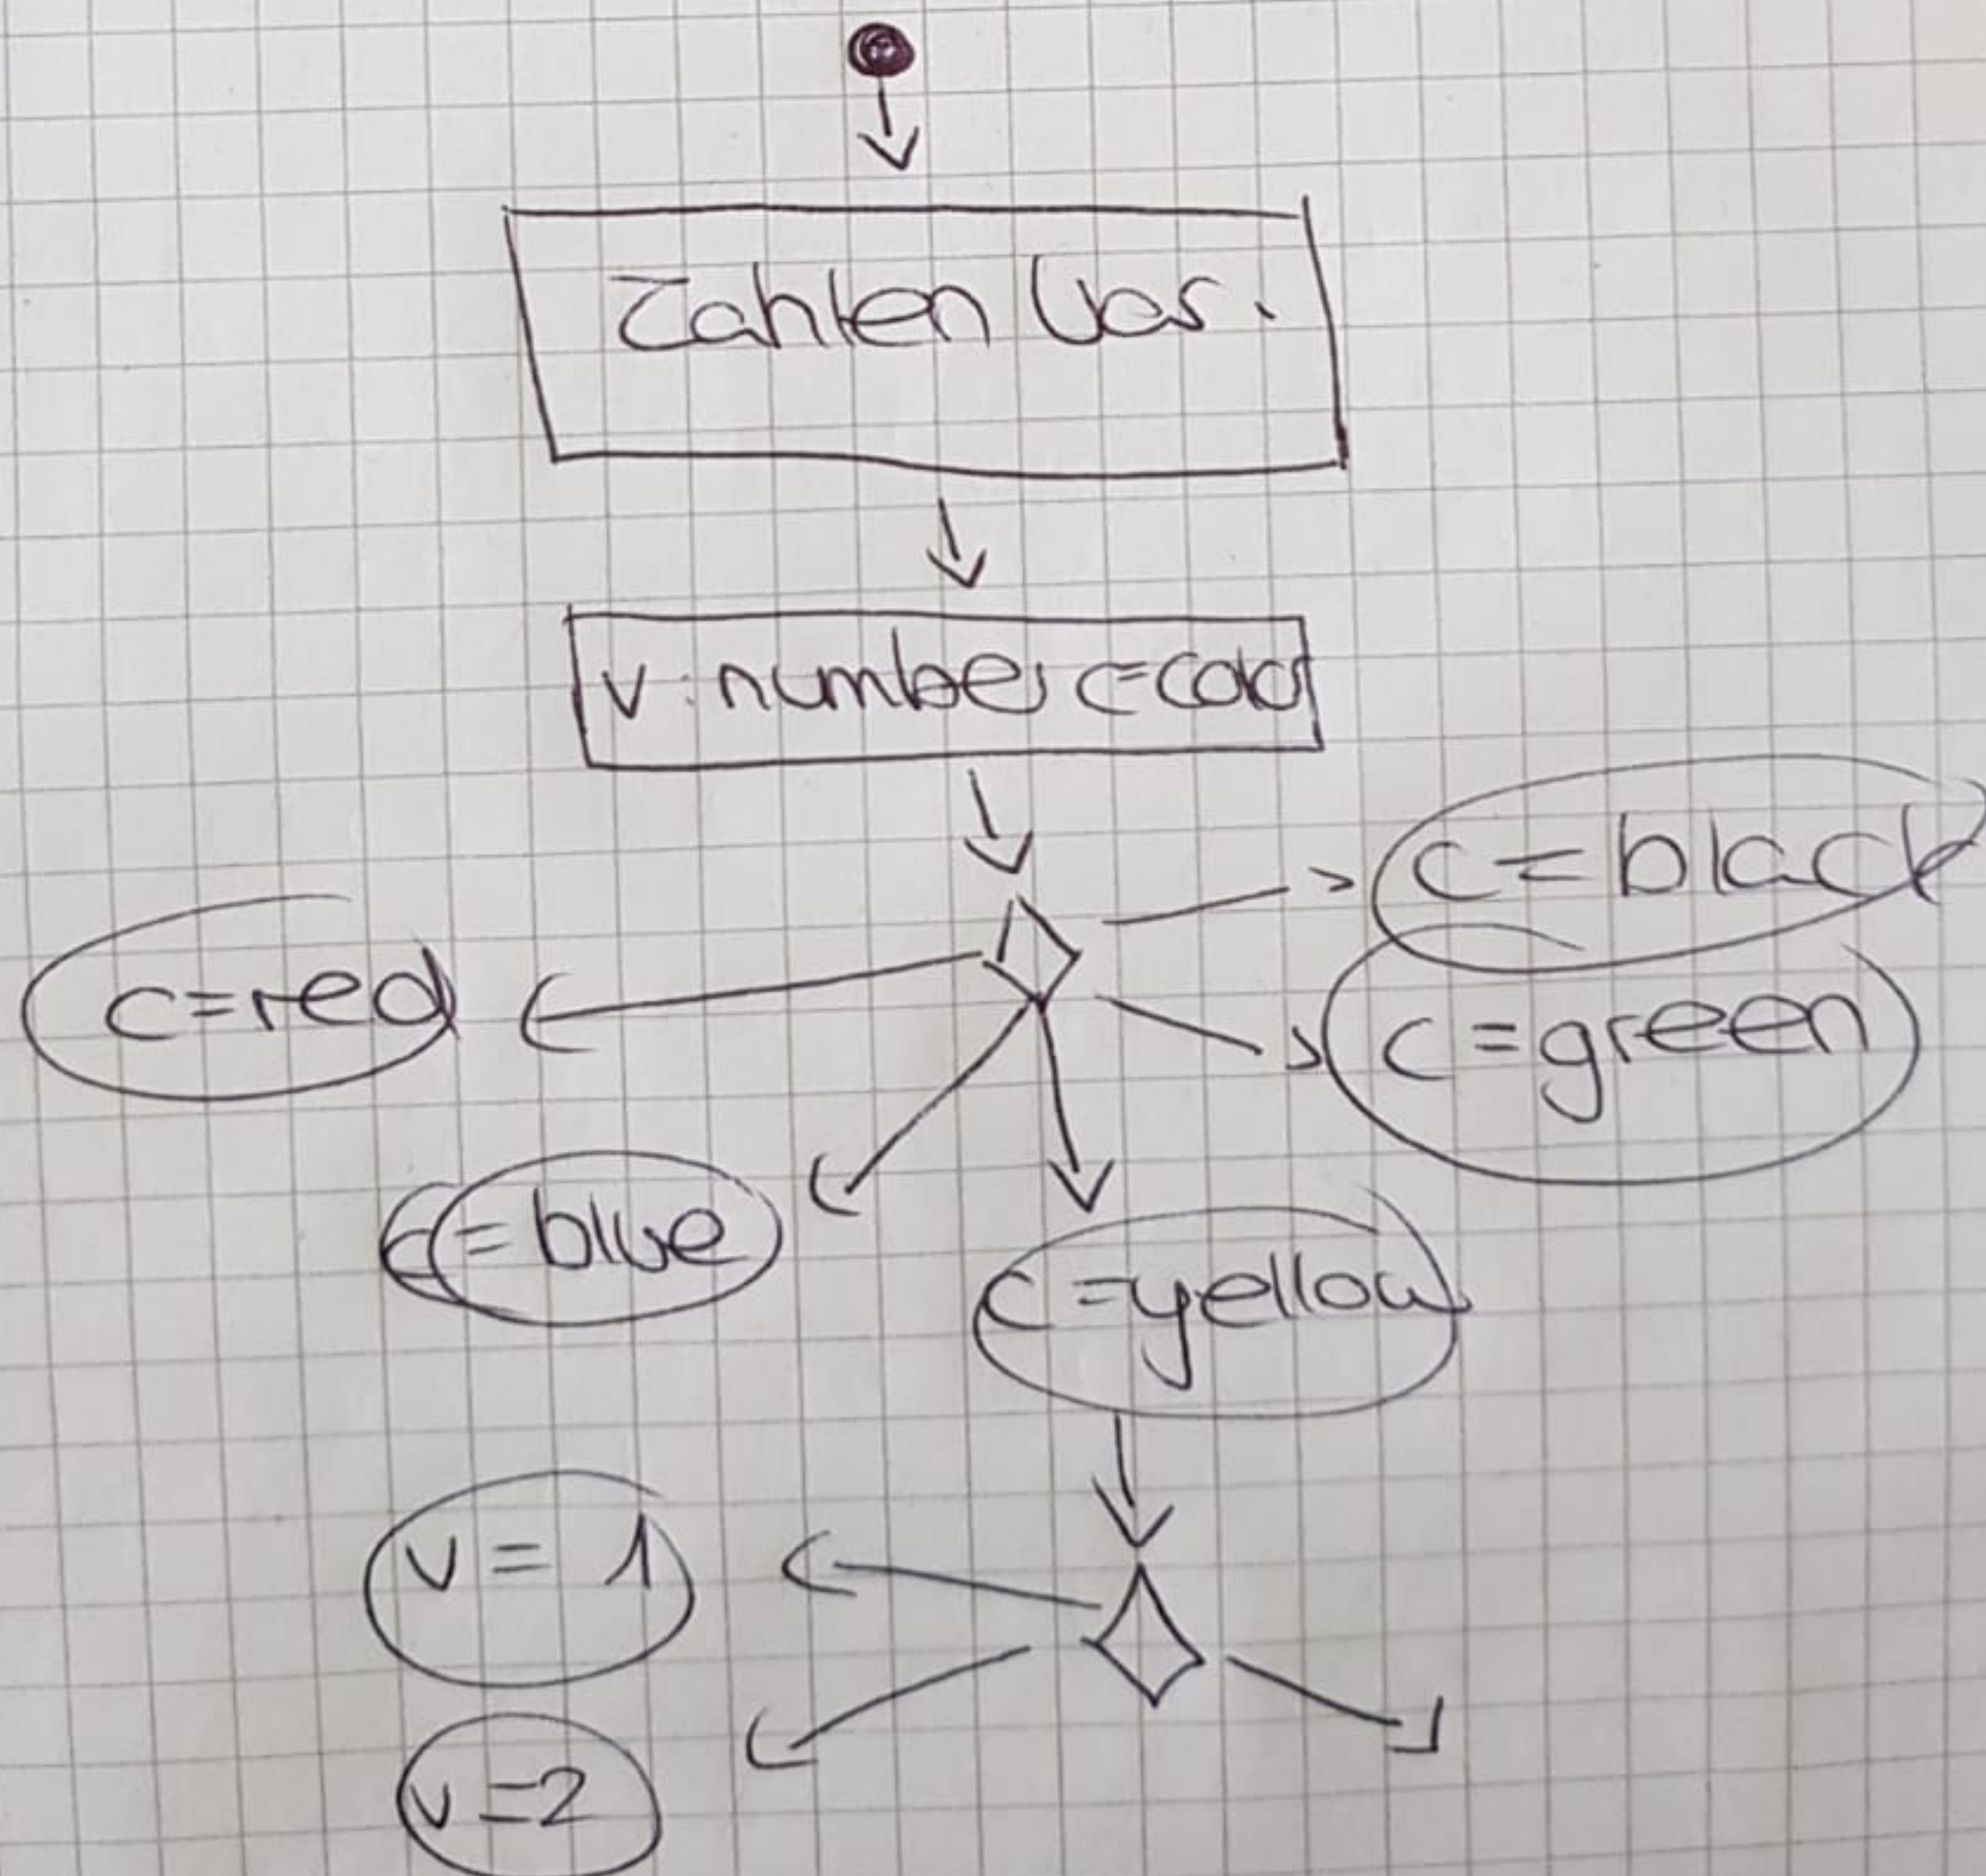 Zahlen Var.
v : number c=color
c=black
c=red
c=green
c=blue
c=yellow
v = 1
v =2